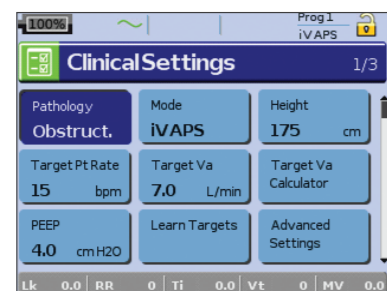 100% Prog 1
iVAPS
Clinical Settings 1/3
Pathology Mode Height
Obstruct. iVAPS 175 cm
Target Pt Rate Target Va Target Va
15 bpm 7.0 L/min Calculator
PEEP Learn Targets Advanced
4.0 cmH2O Settings
Lk 0.0 RR 0 Ti 0.0 Vt 0 MV 0.0